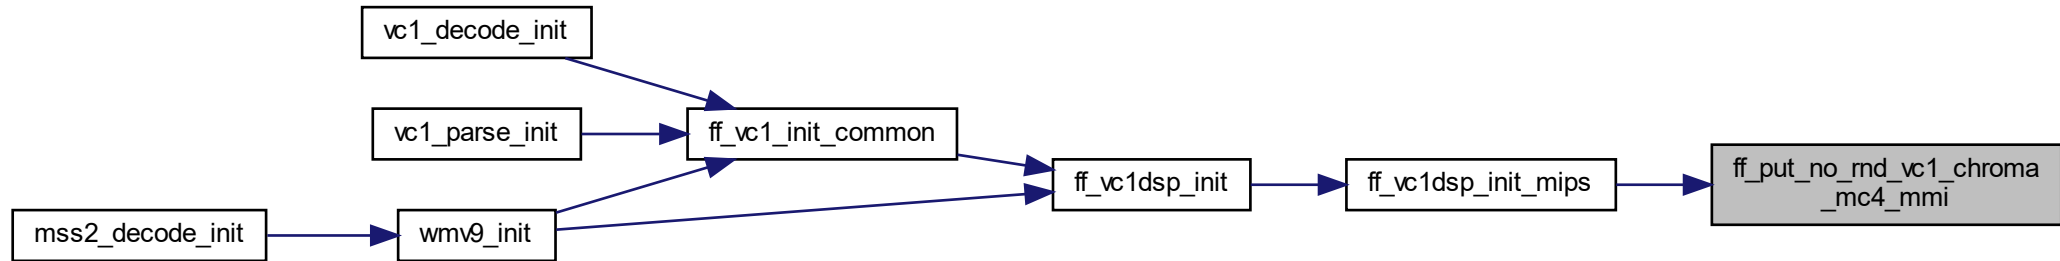 vc1_decode_init
vc1_parse_init
ff_vc1_init_common
ff_vc1dsp_init
ff_vc1dsp_init_mips
ff_put_no_rnd_vc1_chroma
_mc4_mmi
mss2_decode_init
wmv9_init